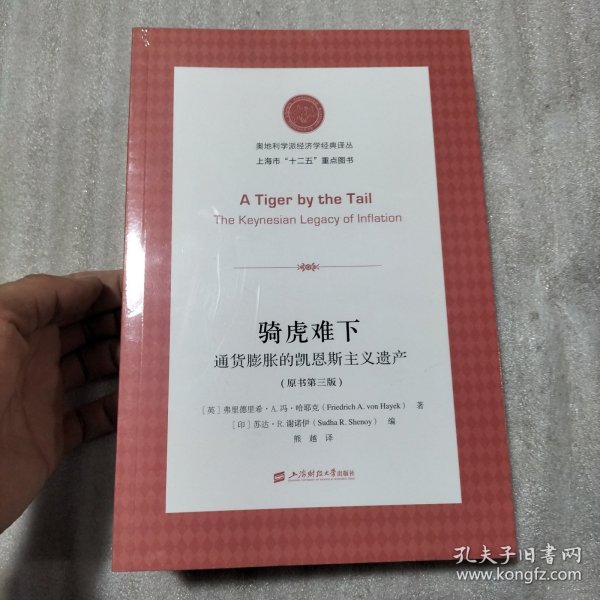 奥地利学派经济学经典译丛
上海市“十二五”重点图书
A Tiger by the Tail
The Keynesian Legacy of Inflation
骑虎难下
通货膨胀的凯恩斯主义遗产
（原书第三版）
［英］弗里德里希·A. 冯·哈耶克（Friedrich A. von Hayek） 著
［印］苏达·R. 谢诺伊（Sudha R. Shenoy） 编
熊 越 译
上海财经大学出版社
孔夫子旧书网
www.kongfz.com